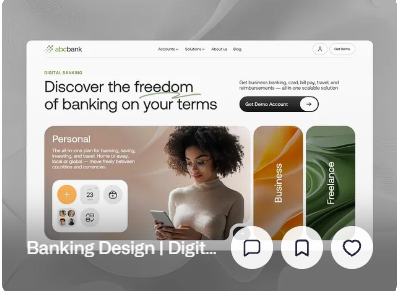 abcbank
Accounts
Solutions
About us
Blog
Get Demo
DIGITAL BANKING
Discover the freedom
of banking on your terms
Get business banking, card, bill pay, travel, and
reimbursements — all in one scalable solution
Get Demo Account
Personal
The all-in-one plan for banking, saving,
investing, and travel. Home or away,
local or global — move freely between
countries and currencies.
23
Business
Freelance
Banking Design | Digit...